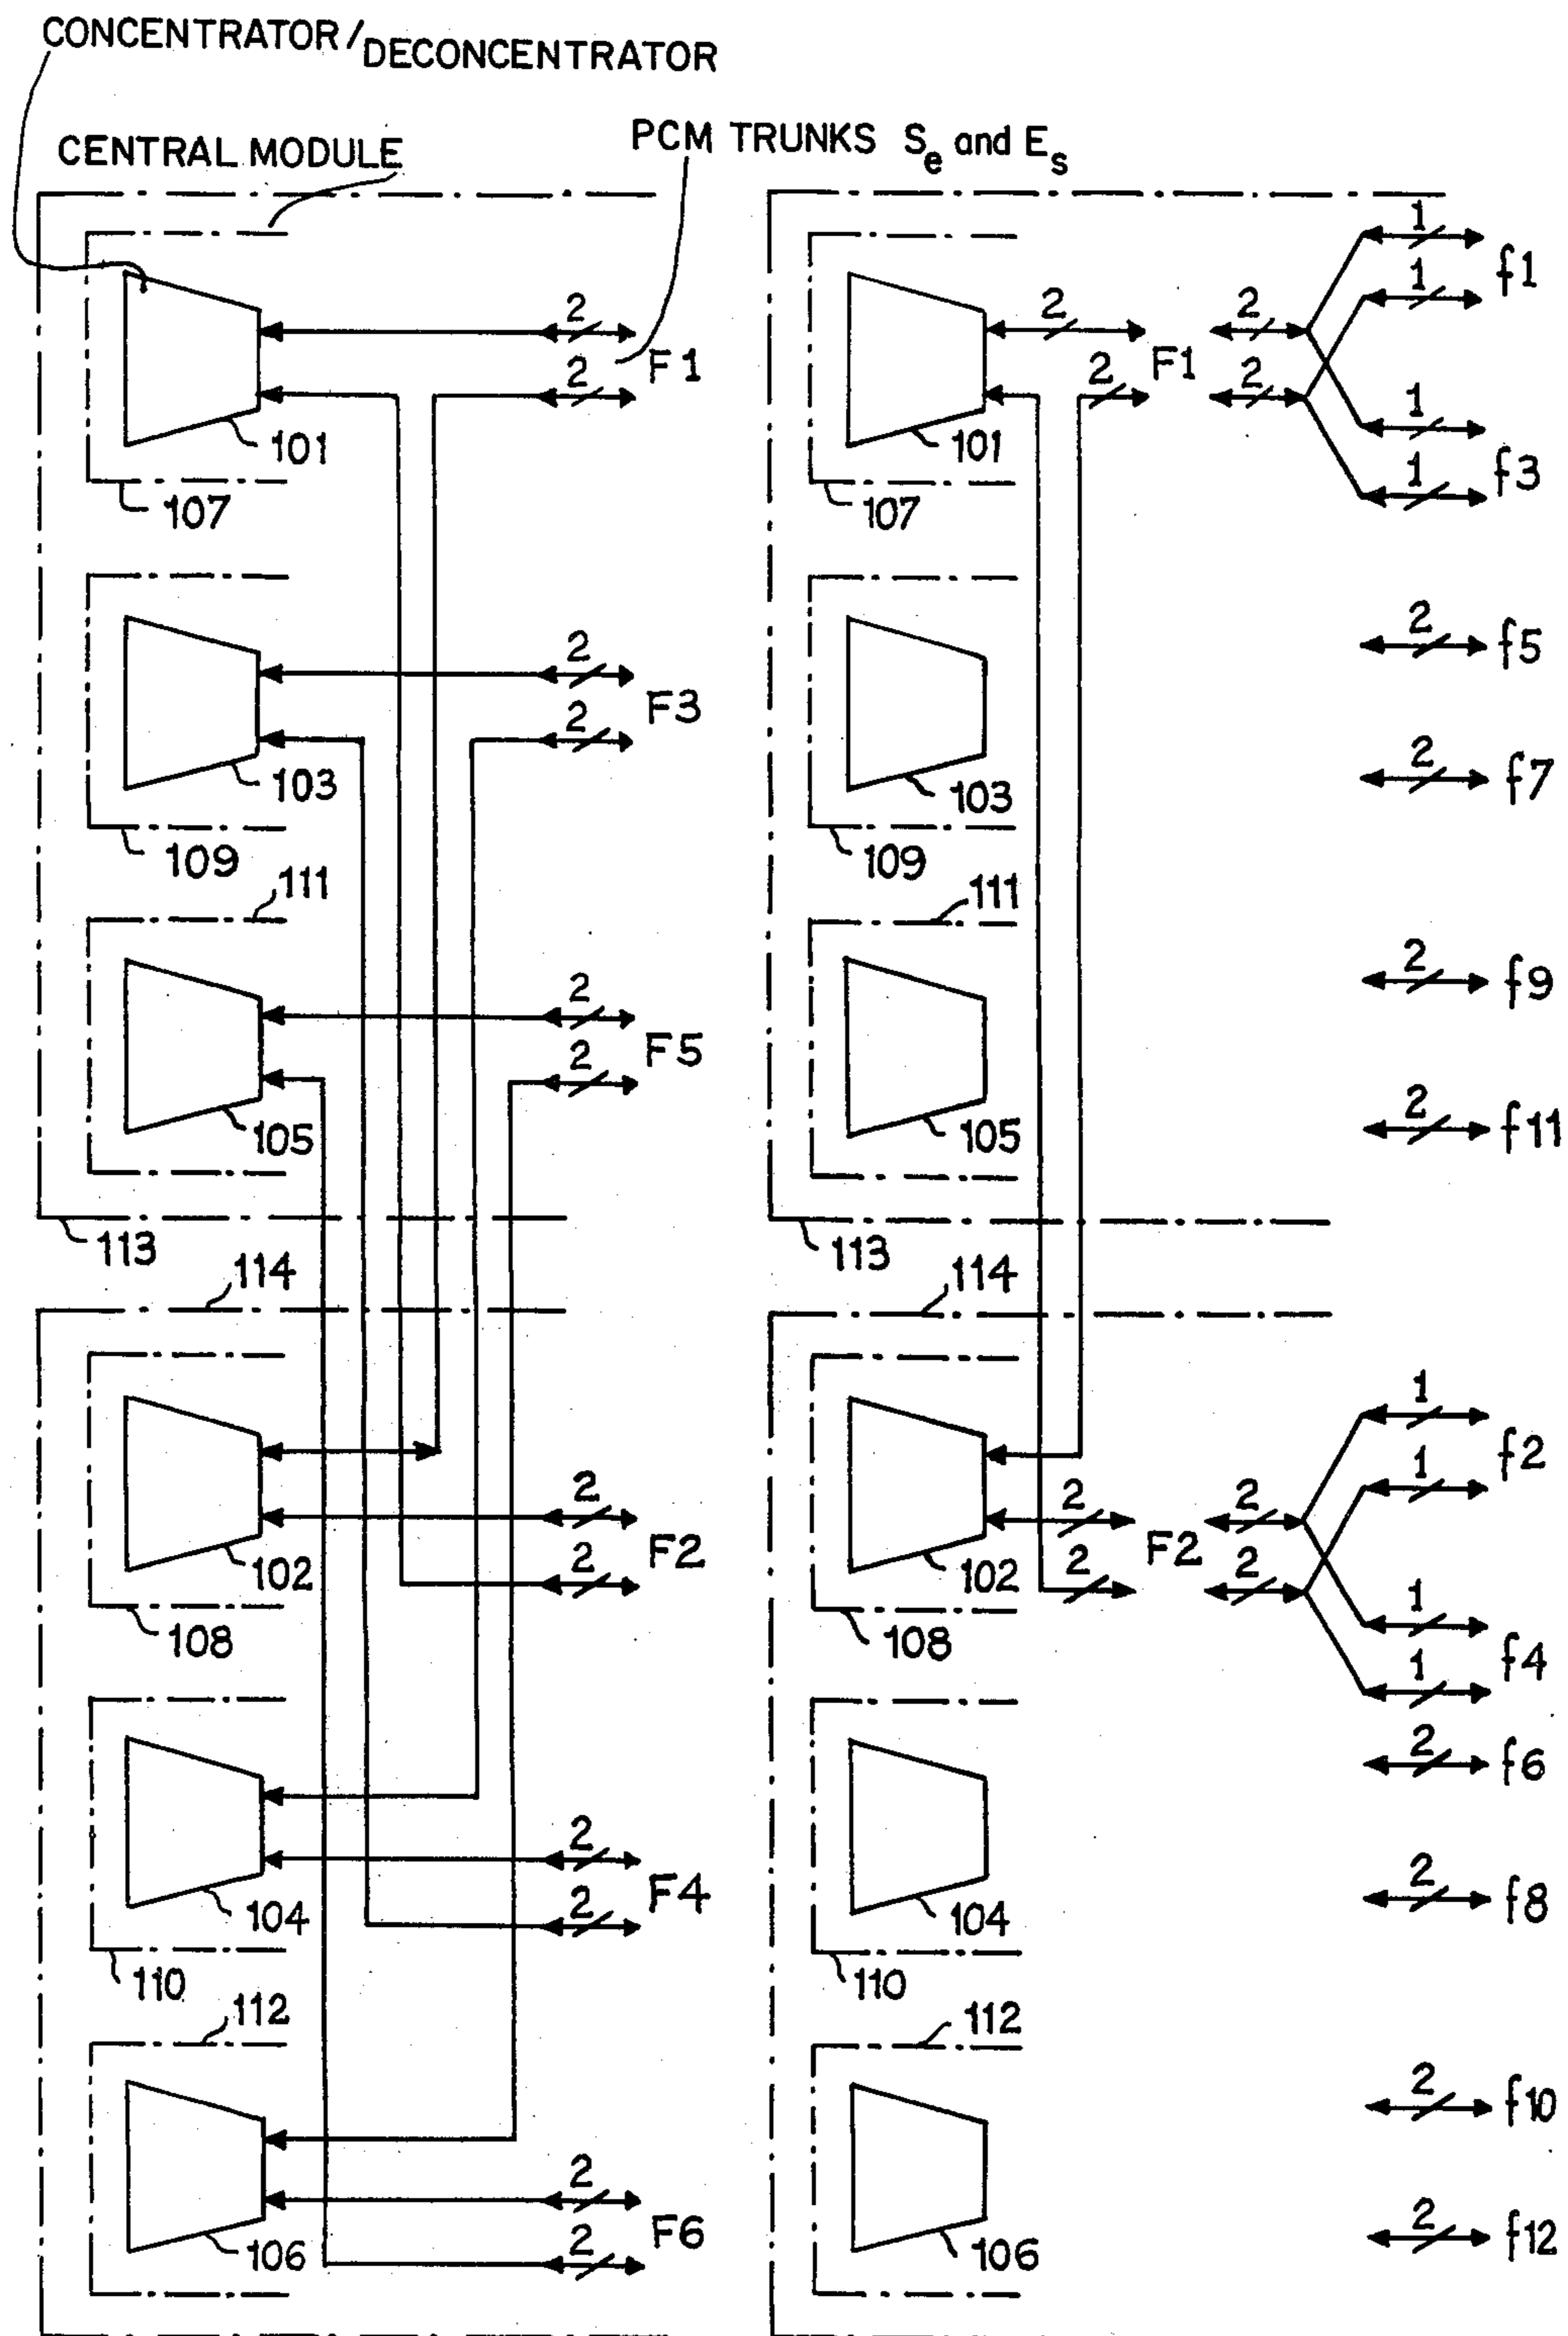 CONCENTRATOR/DECONCENTRATOR
CENTRAL MODULE
PCM TRUNKS Se and Es
2
F1
2
101
107
2
F3
2
103
109
111
2
F5
2
105
113
114
2
F2
2
102
108
2
F4
2
104
110
112
2
F6
2
106
2
F1
2
2
2
101
107
1
f1
1
1
f3
1
103
109
2 f5
2 f7
111
105
2 f9
2 f11
113
114
2
F2
2
2
2
102
108
1
f2
1
1
f4
1
104
110
2 f6
2 f8
112
106
2 f10
2 f12